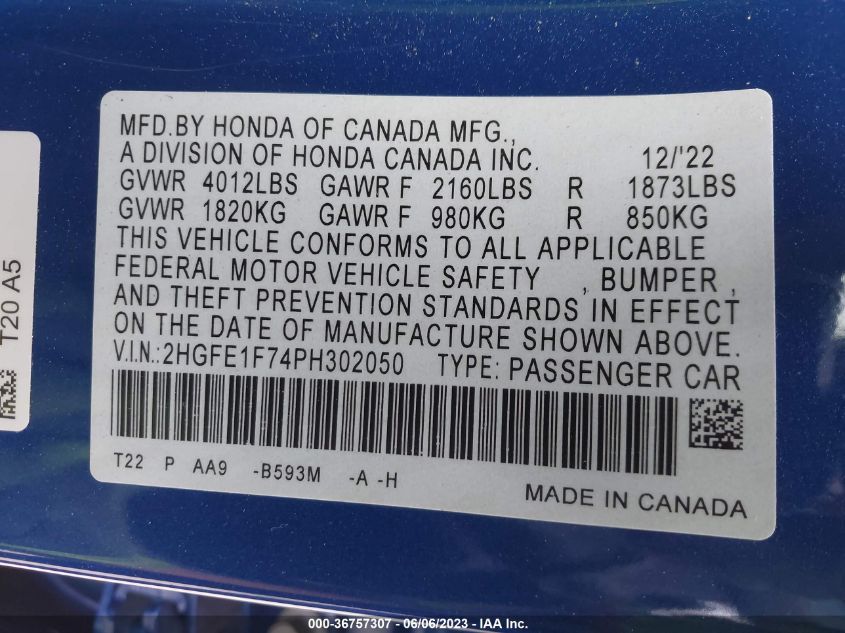 MFD.BY HONDA OF CANADA MFG.,
A DIVISION OF HONDA CANADA INC. 12/'22
GVWR 4012LBS GAWR F 2160LBS R 1873LBS
GVWR 1820KG GAWR F 980KG R 850KG
THIS VEHICLE CONFORMS TO ALL APPLICABLE
FEDERAL MOTOR VEHICLE SAFETY , BUMPER ,
AND THEFT PREVENTION STANDARDS IN EFFECT
ON THE DATE OF MANUFACTURE SHOWN ABOVE.
V.I.N.:2HGFE1F74PH302050 TYPE: PASSENGER CAR
T22 P AA9 -B593M -A -H
MADE IN CANADA
T20 A5
000-36757307 - 06/06/2023 - IAA Inc.